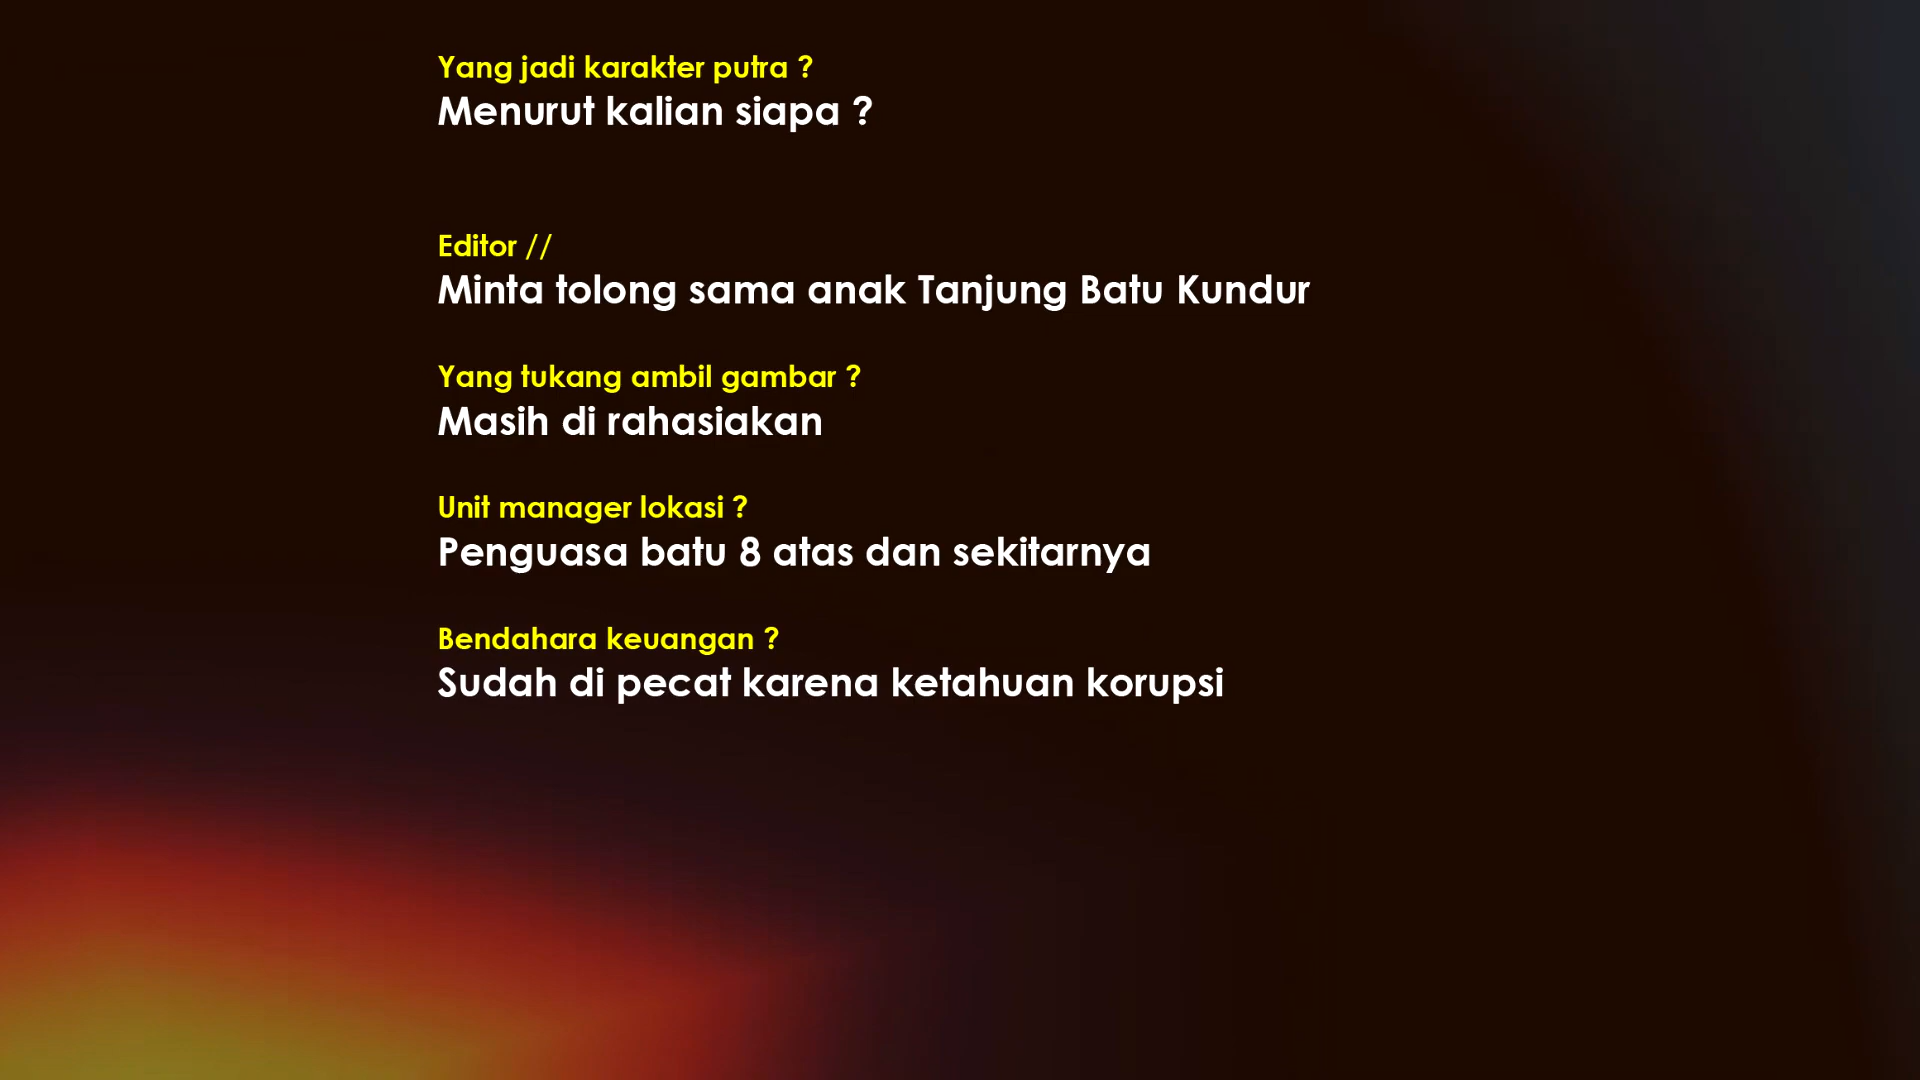 Yang jadi karakter putra ?
Menurut kalian siapa ?
Editor //
Minta tolong sama anak Tanjung Batu Kundur
Yang tukang ambil gambar ?
Masih di rahasiakan
Unit manager lokasi ?
Penguasa batu 8 atas dan sekitarnya
Bendahara keuangan ?
Sudah di pecat karena ketahuan korupsi